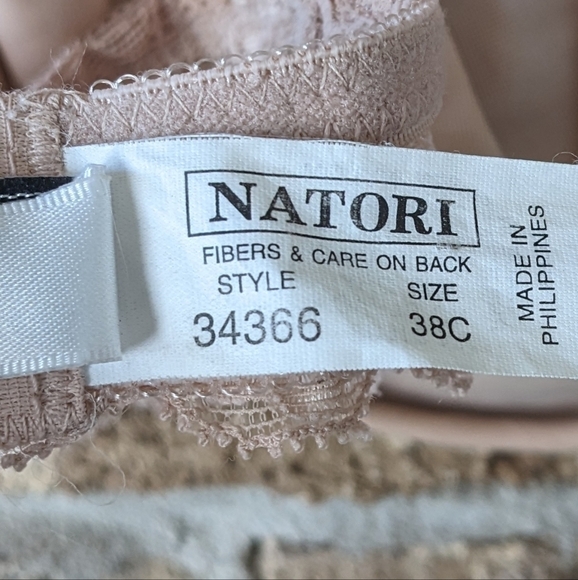 NATORI
FIBERS & CARE ON BACK
STYLE SIZE
34366 38C
MADE IN
PHILIPPINES